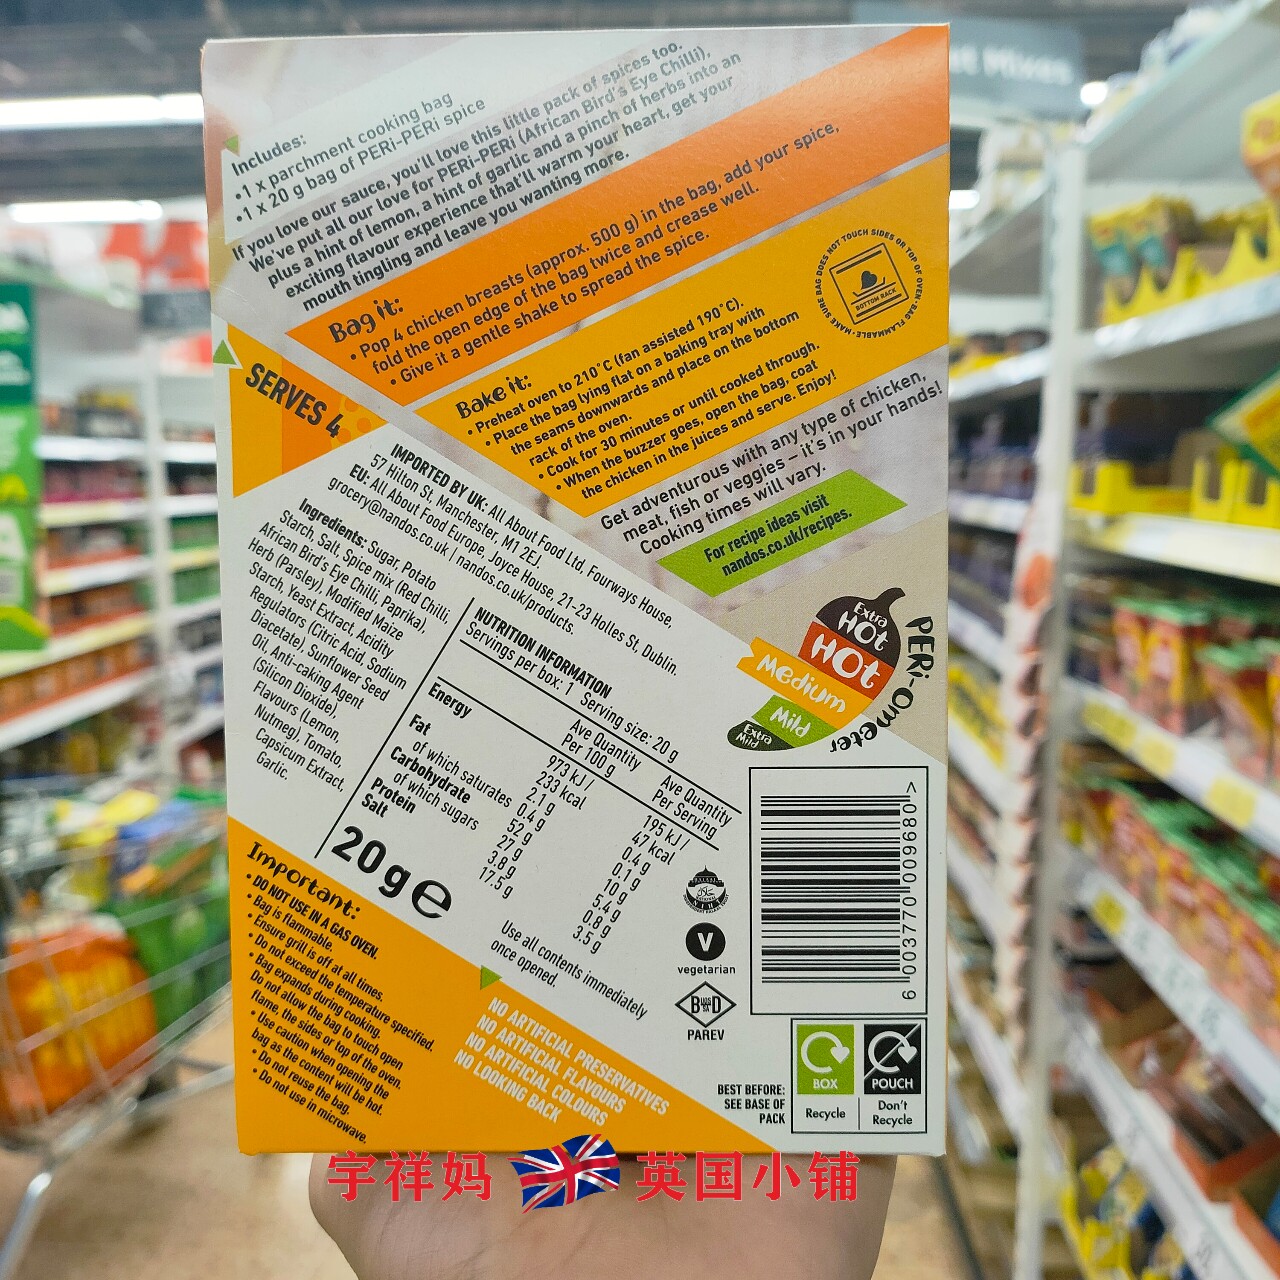 Includes:
• 1 x parchment cooking bag
• 1 x 20 g bag of PERi-PERi spice
If you love our sauce, you'll love this little pack of spices too.
We've put all our love for PERi-PERi (African Bird's Eye Chilli),
plus a hint of lemon, a hint of garlic and a pinch of herbs into an
exciting flavour experience that'll warm your heart, get your
mouth tingling and leave you wanting more.
Bag it:
• Pop 4 chicken breasts (approx. 500 g) in the bag, add your spice,
fold the open edge of the bag twice and crease well.
• Give it a gentle shake to spread the spice.
Bake it:
• Preheat oven to 210°C (fan assisted 190°C).
• Place the bag lying flat on a baking tray with
the seams downwards and place on the bottom
rack of the oven.
• Cook for 30 minutes or until cooked through.
• When the buzzer goes, open the bag, coat
the chicken in the juices and serve. Enjoy!
MAKE SURE BAG DOES NOT TOUCH SIDES OR TOP OF OVEN • BAG FLAMMABLE •
BOTTOM RACK
Get adventurous with any type of chicken,
meat, fish or veggies – it's in your hands!
Cooking times will vary.
For recipe ideas visit
nandos.co.uk/recipes.
SERVES 4
IMPORTED BY UK: All About Food Ltd, Fourways House,
57 Hilton St, Manchester, M1 2EJ.
EU: All About Food Europe, Joyce House, 21-23 Holles St, Dublin.
grocery@nandos.co.uk | nandos.co.uk/products.
Ingredients: Sugar, Potato
Starch, Salt, Spice mix (Red Chilli,
African Bird's Eye Chilli, Paprika),
Herb (Parsley), Modified Maize
Starch, Yeast Extract, Acidity
Regulators (Citric Acid, Sodium
Diacetate), Sunflower Seed
Oil, Anti-caking Agent
(Silicon Dioxide),
Flavours (Lemon,
Nutmeg), Tomato,
Capsicum Extract,
Garlic.
NUTRITION INFORMATION
Servings per box: 1 Serving size: 20 g
Ave Quantity Per 100 g
Ave Quantity Per Serving
Energy 973 kJ / 233 kcal 195 kJ / 47 kcal
Fat 2.1 g 0.4 g
of which saturates 0.4 g 0.1 g
Carbohydrate 52 g 10 g
of which sugars 27 g 5.4 g
Protein 3.8 g 0.8 g
Salt 17.5 g 3.5 g
20 g e
Use all contents immediately
once opened.
PERi-Ometer
Extra HOt
HOt
Medium
Mild
Extra Mild
6 003770 009680 >
V
vegetarian
PAREV
Important:
• DO NOT USE IN A GAS OVEN.
• Bag is flammable.
• Ensure grill is off at all times.
• Do not exceed the temperature specified.
• Bag expands during cooking.
Do not allow the bag to touch open
flame, the sides or top of the oven.
• Use caution when opening the
bag as the content will be hot.
• Do not reuse the bag.
• Do not use in microwave.
NO ARTIFICIAL PRESERVATIVES
NO ARTIFICIAL FLAVOURS
NO ARTIFICIAL COLOURS
NO LOOKING BACK
BEST BEFORE:
SEE BASE OF
PACK
BOX
Recycle
POUCH
Don't
Recycle
宇祥妈 英国小铺